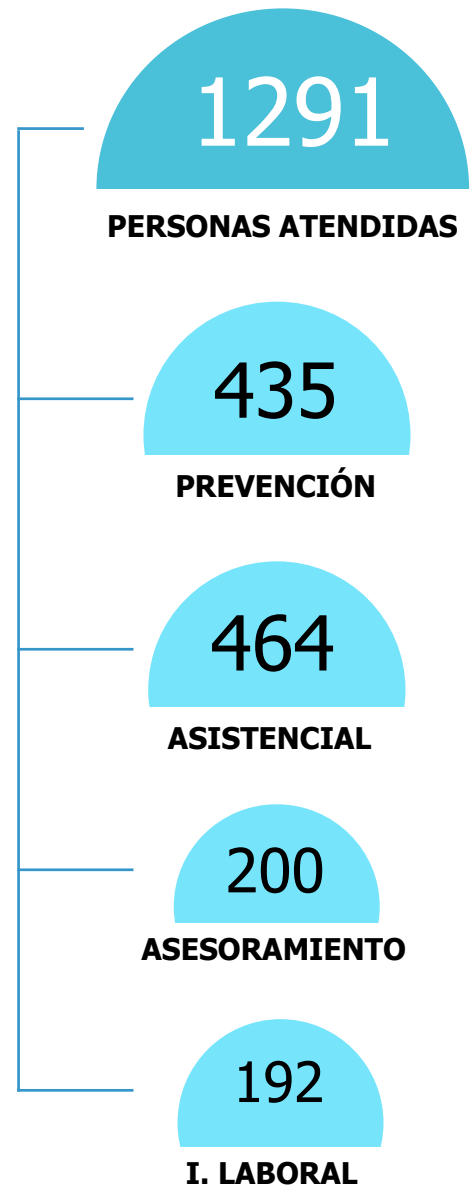 1291
PERSONAS ATENDIDAS
435
PREVENCIÓN
464
ASISTENCIAL
200
ASESORAMIENTO
192
I. LABORAL